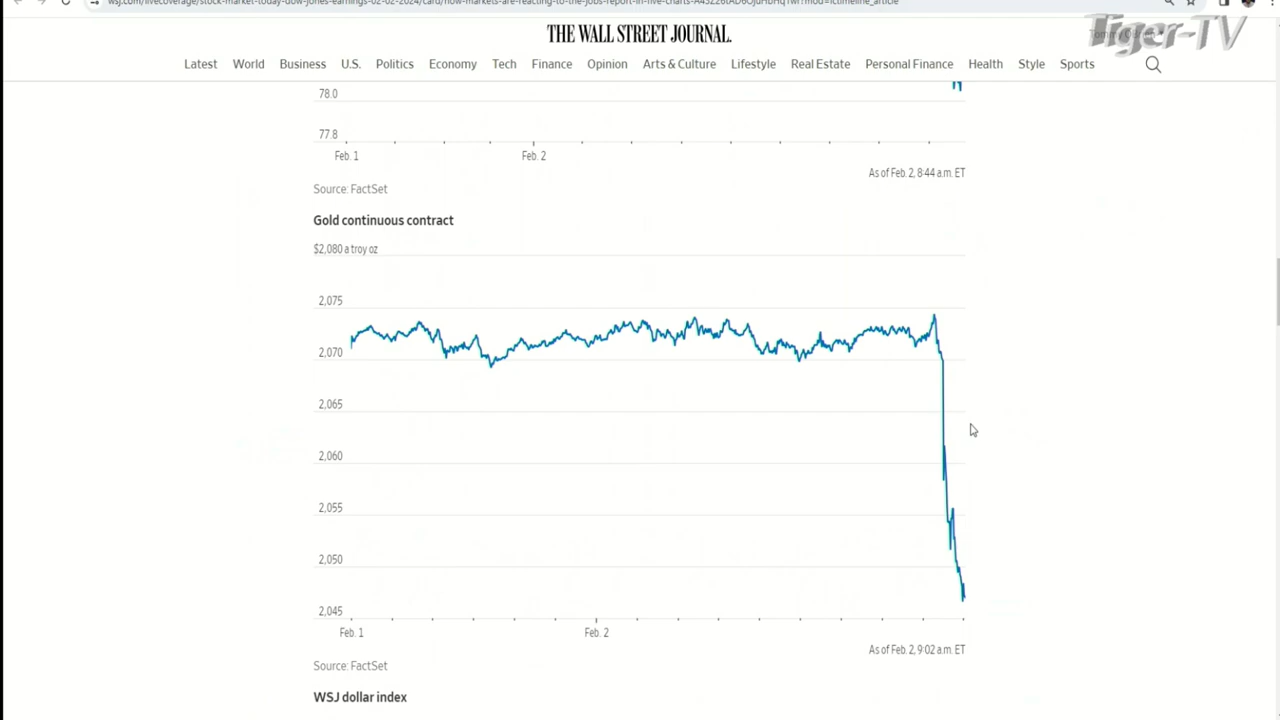 THE WALL STREET JOURNAL.
Tiger-TV
Latest World Business U.S. Politics Economy Tech Finance Opinion Arts & Culture Lifestyle Real Estate Personal Finance Health Style Sports
78.0
77.8
Feb. 1 Feb. 2
As of Feb. 2, 8:44 a.m. ET
Source: FactSet
Gold continuous contract
$2,080 a troy oz
2,075
2,070
2,065
2,060
2,055
2,050
2,045
Feb. 1 Feb. 2
As of Feb. 2, 9:02 a.m. ET
Source: FactSet
WSJ dollar index